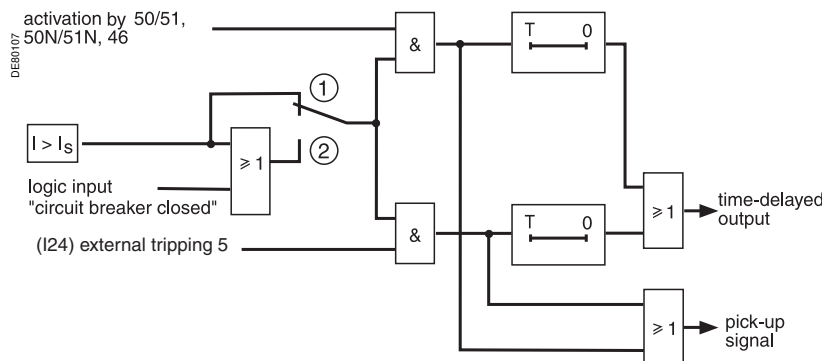 activation by 50/51,
50N/51N, 46
DE80107
&
T 0
1
I > Is
≥ 1
2
logic input
"circuit breaker closed"
(I24) external tripping 5
&
T 0
≥ 1
time-delayed
output
≥ 1
pick-up
signal